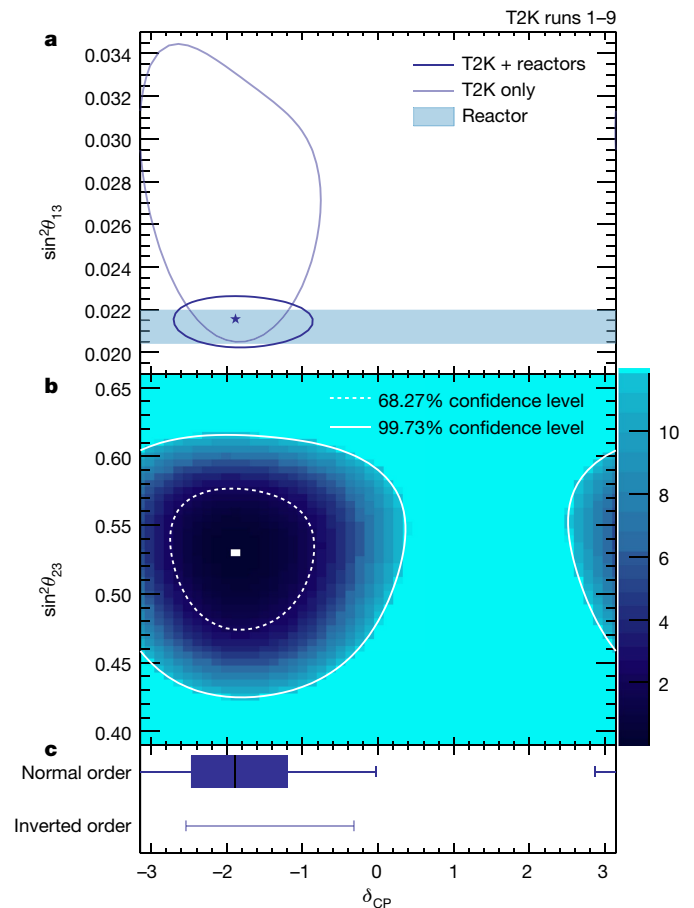 T2K runs 1–9
a
T2K + reactors
T2K only
Reactor
0.034
0.032
0.030
0.028
0.026
0.024
0.022
0.020
sin²θ₁₃
b
68.27% confidence level
99.73% confidence level
0.65
0.60
0.55
0.50
0.45
0.40
sin²θ₂₃
10
8
6
4
2
c
Normal order
Inverted order
–3 –2 –1 0 1 2 3
δCP